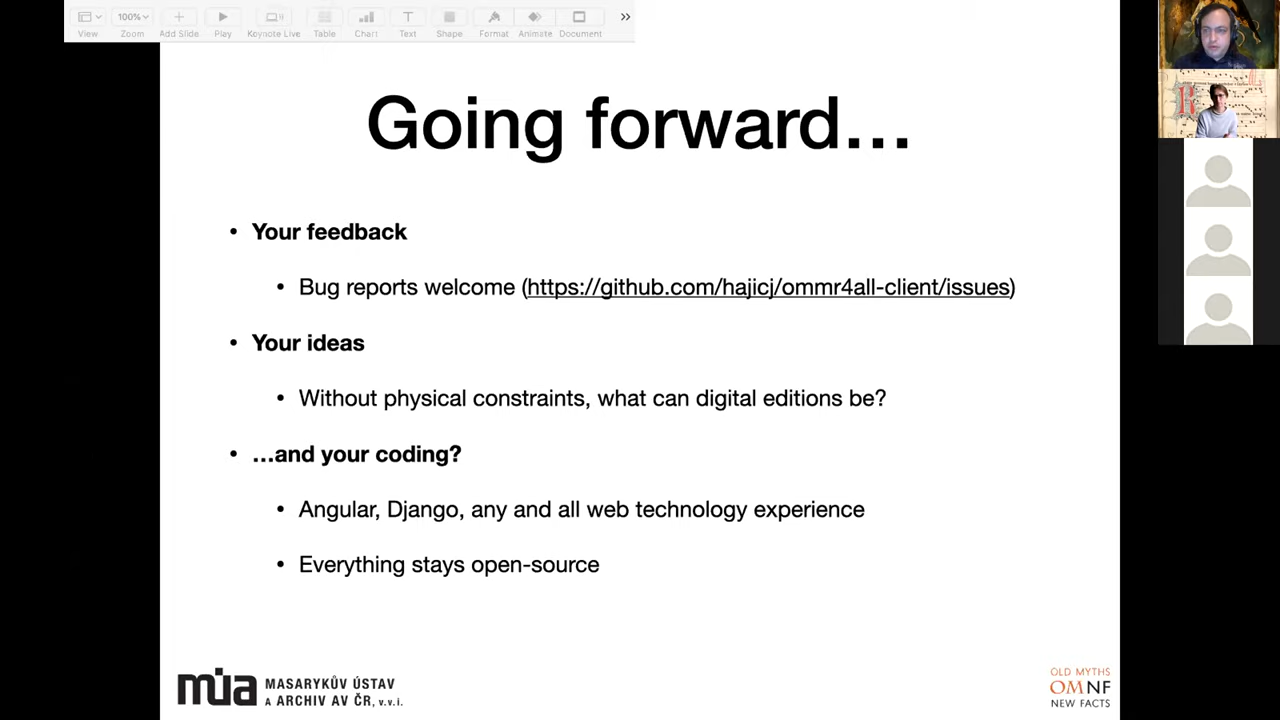 View
100%
Zoom
Add Slide
Play
Keynote Live
Table
Chart
Text
Shape
Format
Animate
Document
Going forward…
• Your feedback
• Bug reports welcome (https://github.com/hajicj/ommr4all-client/issues)
• Your ideas
• Without physical constraints, what can digital editions be?
• …and your coding?
• Angular, Django, any and all web technology experience
• Everything stays open-source
mia MASARYKŮV ÚSTAV
A ARCHIV AV ČR, v.v.i.
OLD MYTHS
OMNF
NEW FACTS